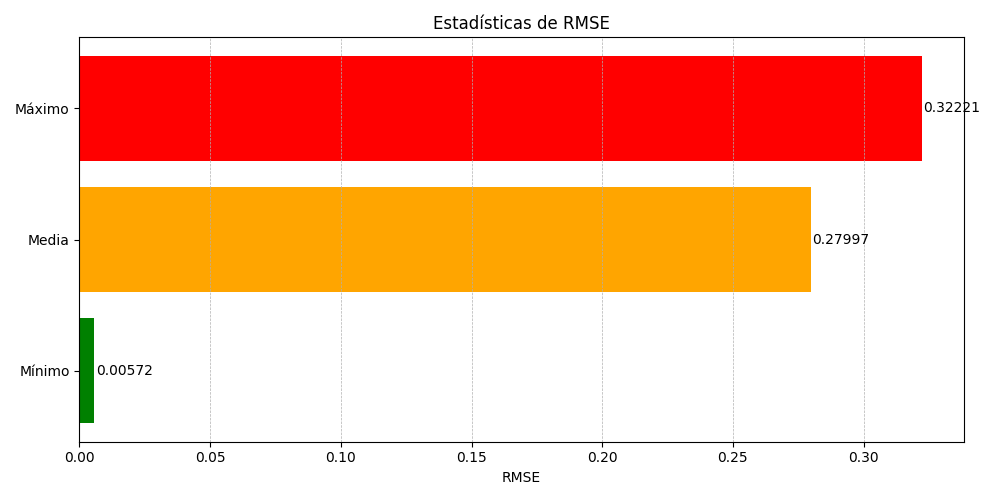 Estadísticas de RMSE
Máximo
0.32221
Media
0.27997
Mínimo
0.00572
0.00 0.05 0.10 0.15 0.20 0.25 0.30
RMSE